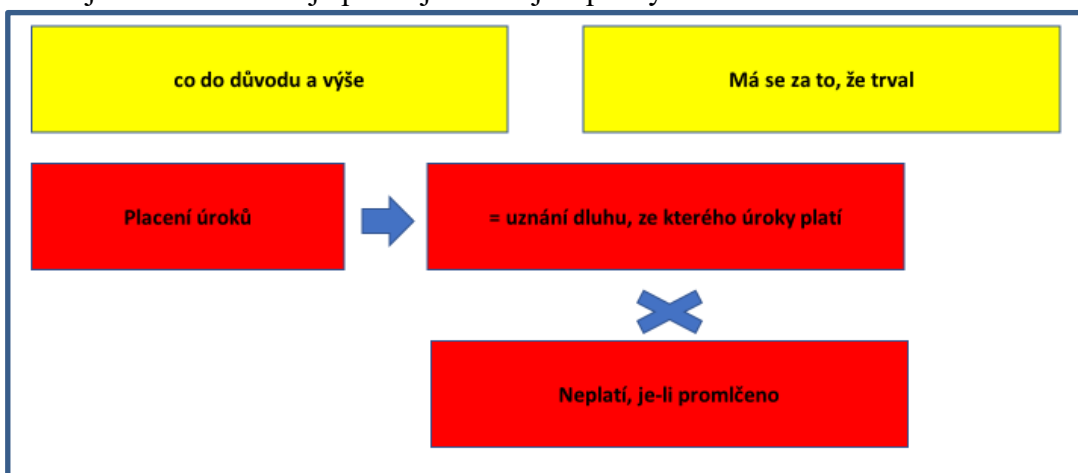 co do důvodu a výše
Má se za to, že trval
Placení úroků
= uznání dluhu, ze kterého úroky platí
Neplatí, je-li promlčeno